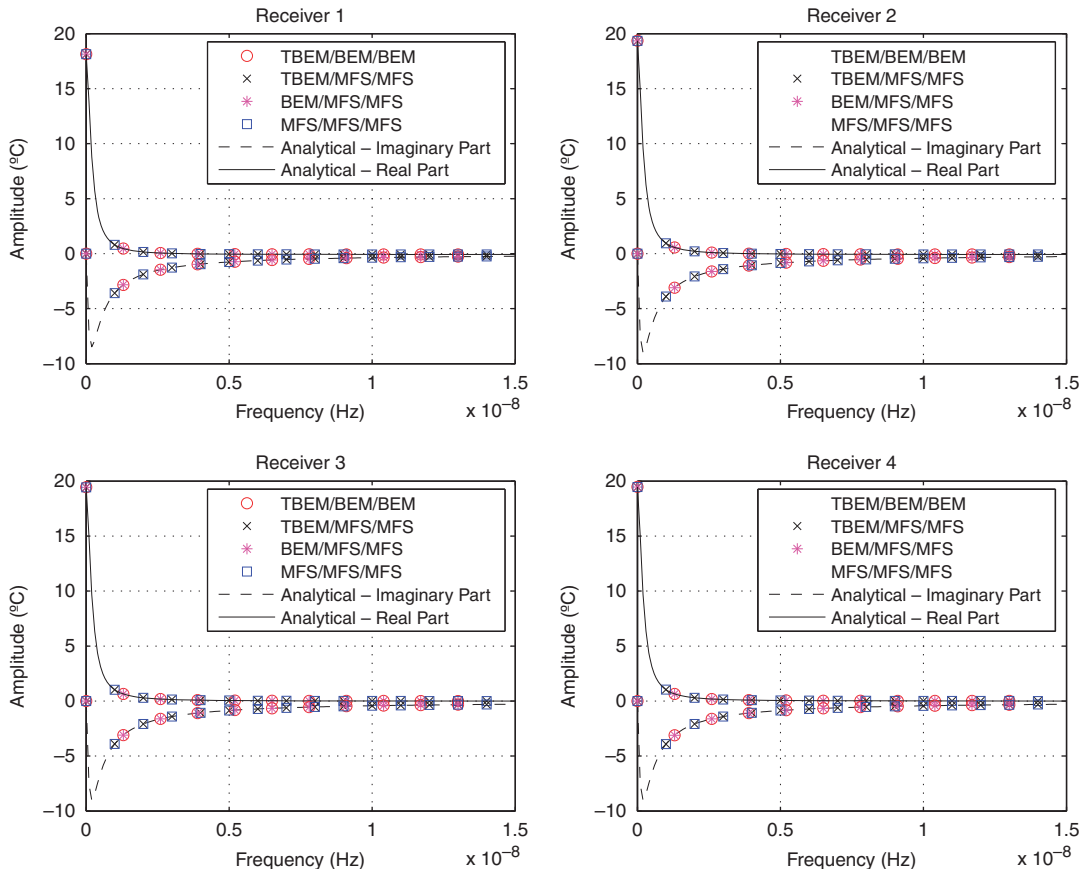 Receiver 1
20
15
10
5
0
−5
−10
Amplitude (ºC)
TBEM/BEM/BEM
TBEM/MFS/MFS
BEM/MFS/MFS
MFS/MFS/MFS
Analytical – Imaginary Part
Analytical – Real Part
0
0.5
1
1.5
x 10−8
Frequency (Hz)
Receiver 2
20
15
10
5
0
−5
−10
Amplitude (ºC)
TBEM/BEM/BEM
TBEM/MFS/MFS
BEM/MFS/MFS
MFS/MFS/MFS
Analytical – Imaginary Part
Analytical – Real Part
0
0.5
1
1.5
x 10−8
Frequency (Hz)
Receiver 3
20
15
10
5
0
−5
−10
Amplitude (ºC)
TBEM/BEM/BEM
TBEM/MFS/MFS
BEM/MFS/MFS
MFS/MFS/MFS
Analytical – Imaginary Part
Analytical – Real Part
0
0.5
1
1.5
x 10−8
Frequency (Hz)
Receiver 4
20
15
10
5
0
−5
−10
Amplitude (ºC)
TBEM/BEM/BEM
TBEM/MFS/MFS
BEM/MFS/MFS
MFS/MFS/MFS
Analytical – Imaginary Part
Analytical – Real Part
0
0.5
1
1.5
x 10−8
Frequency (Hz)